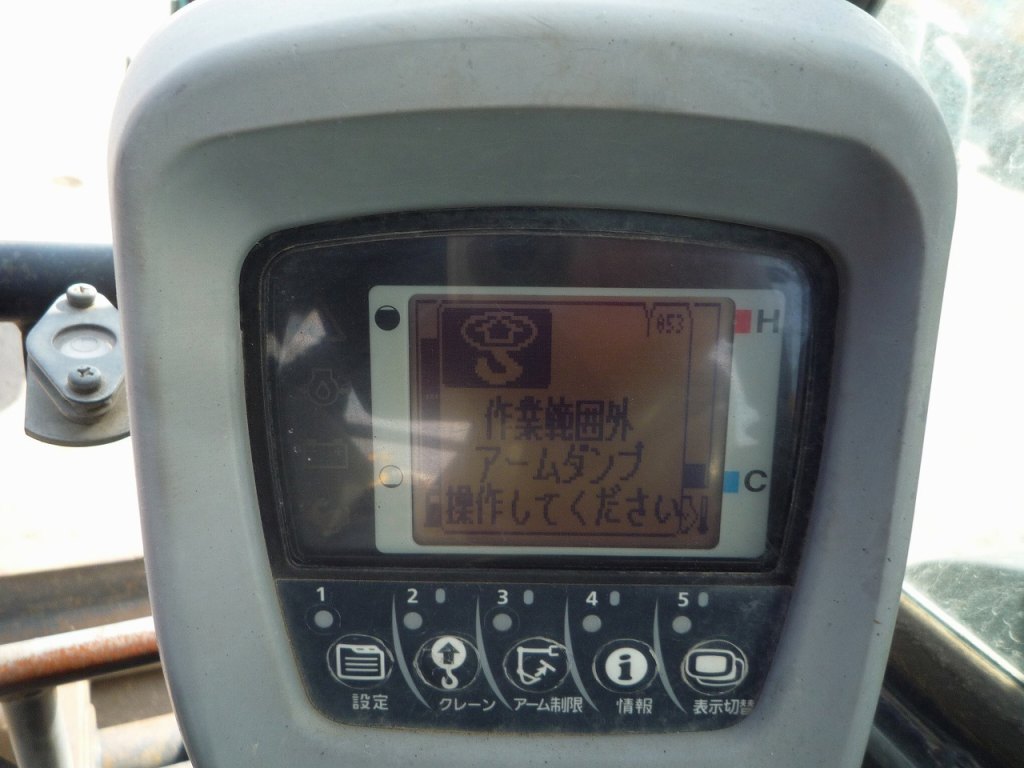 053
H
作業範囲外
アームダンプ
C
操作してください
1 2 3 4 5
設定 クレーン アーム制限 情報 表示切替